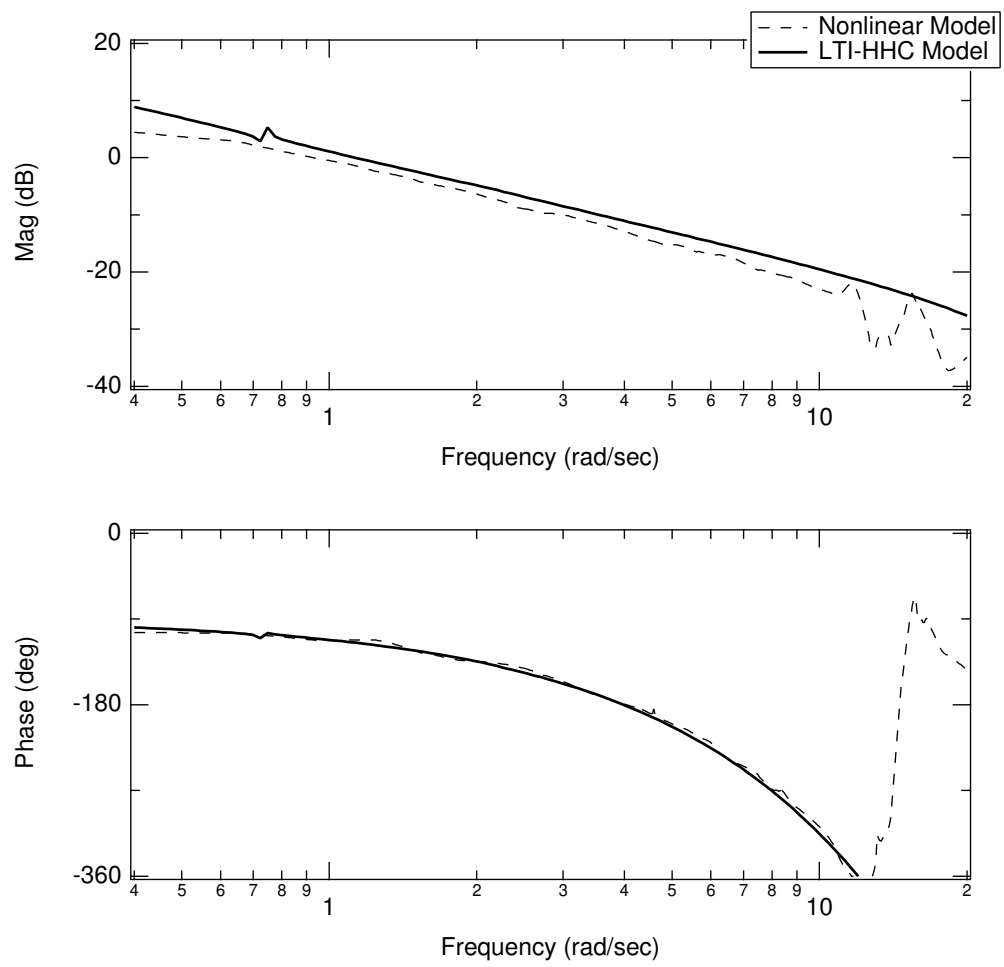 Nonlinear Model
LTI-HHC Model
20
0
-20
-40
Mag (dB)
4 5 6 7 8 9 1 2 3 4 5 6 7 8 9 10 2
Frequency (rad/sec)
0
-180
-360
Phase (deg)
4 5 6 7 8 9 1 2 3 4 5 6 7 8 9 10 2
Frequency (rad/sec)